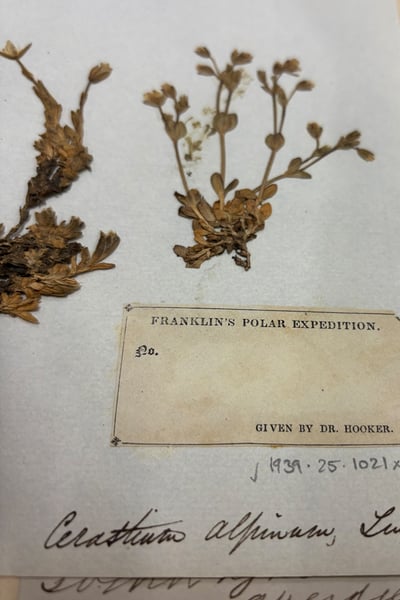 FRANKLIN'S POLAR EXPEDITION.
No.
GIVEN BY DR. HOOKER.
1939.25.1021
Cerastium alpinum,